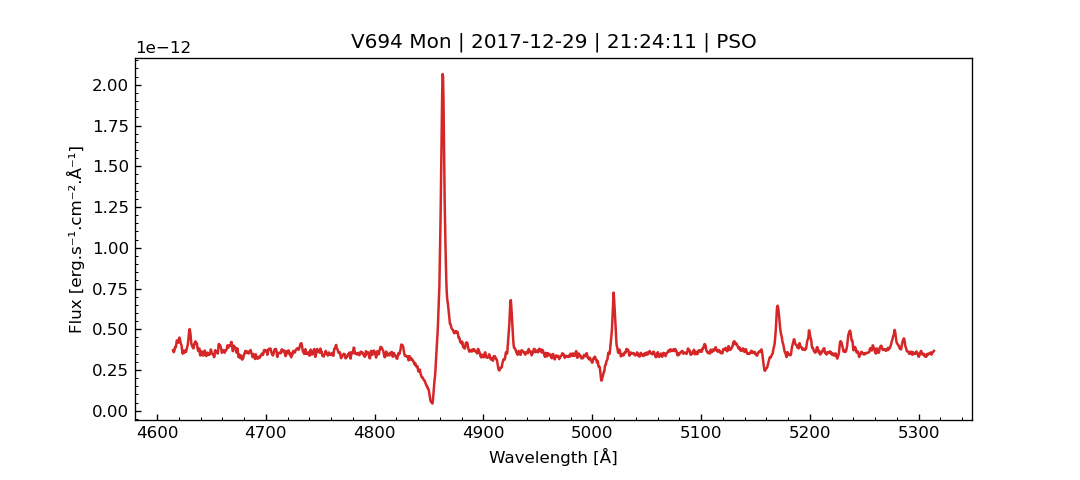 V694 Mon | 2017-12-29 | 21:24:11 | PSO
1e−12
2.00
1.75
1.50
1.25
1.00
0.75
0.50
0.25
0.00
Flux [erg.s⁻¹.cm⁻².Å⁻¹]
4600 4700 4800 4900 5000 5100 5200 5300
Wavelength [Å]